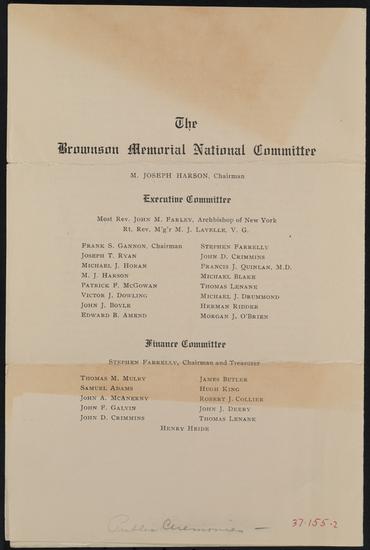 The
Brownson Memorial National Committee
M. JOSEPH HARSON, Chairman
Executive Committee
Most Rev. JOHN M. FARLEY, Archbishop of New York
Rt. Rev. M'g'r M. J. LAVELLE, V. G.
FRANK S. GANNON, Chairman
JOSEPH T. RYAN
MICHAEL J. HORAN
M. J. HARSON
PATRICK F. MCGOWAN
VICTOR J. DOWLING
JOHN J. BOYLE
EDWARD B. AMEND
STEPHEN FARRELLY
JOHN D. CRIMMINS
FRANCIS J. QUINLAN, M.D.
MICHAEL BLAKE
THOMAS LENANE
MICHAEL J. DRUMMOND
HERMAN RIDDER
MORGAN J. O'BRIEN
Finance Committee
STEPHEN FARRELLY, Chairman and Treasurer
THOMAS M. MULRY
SAMUEL ADAMS
JOHN A. MCANERNY
JOHN F. GALVIN
JOHN D. CRIMMINS
JAMES BUTLER
HUGH KING
ROBERT J. COLLIER
JOHN J. DEERY
THOMAS LENANE
HENRY HEIDE
Public Ceremonies —
37·155·2